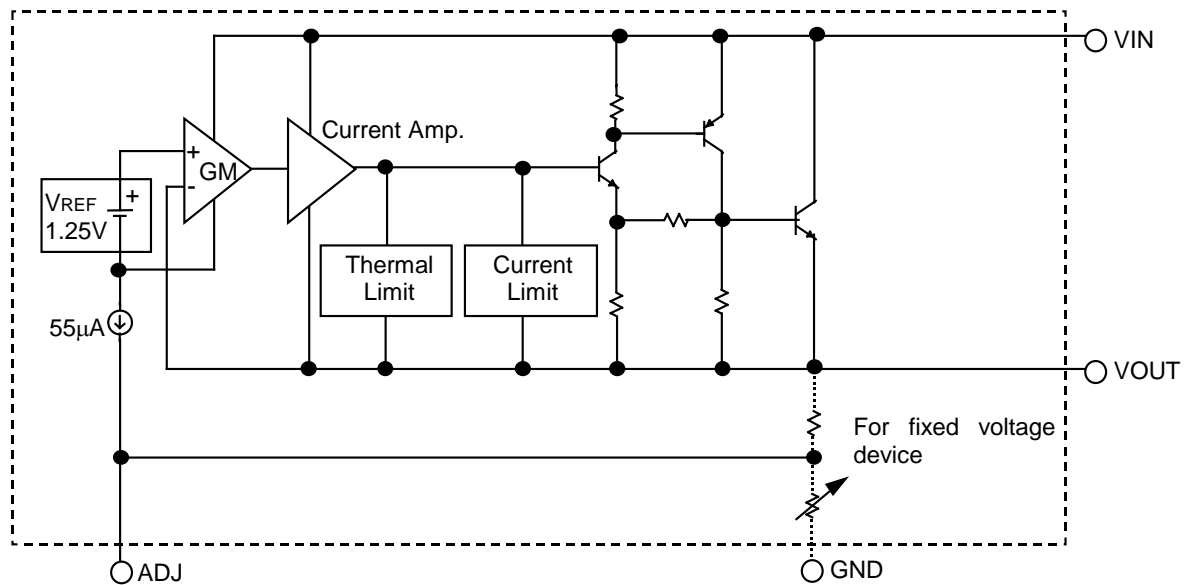 VIN
Current Amp.
+
GM
-
VREF
+
1.25V
Thermal
Limit
Current
Limit
55μA
VOUT
For fixed voltage
device
ADJ
GND